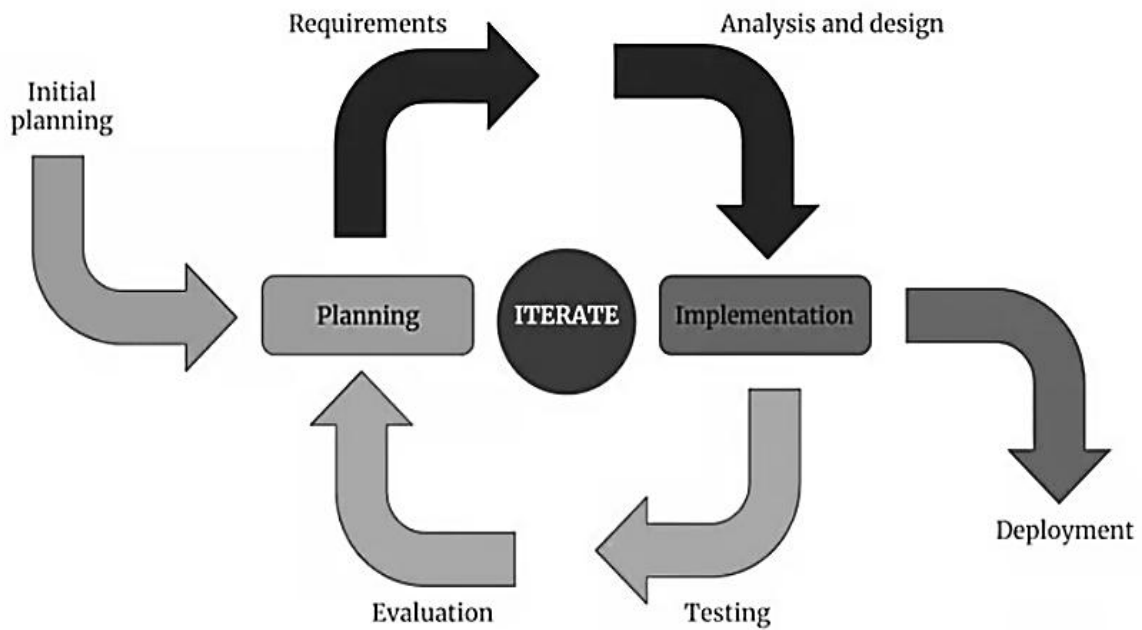 Requirements
Analysis and design
Initial
planning
Planning
ITERATE
Implementation
Deployment
Evaluation
Testing